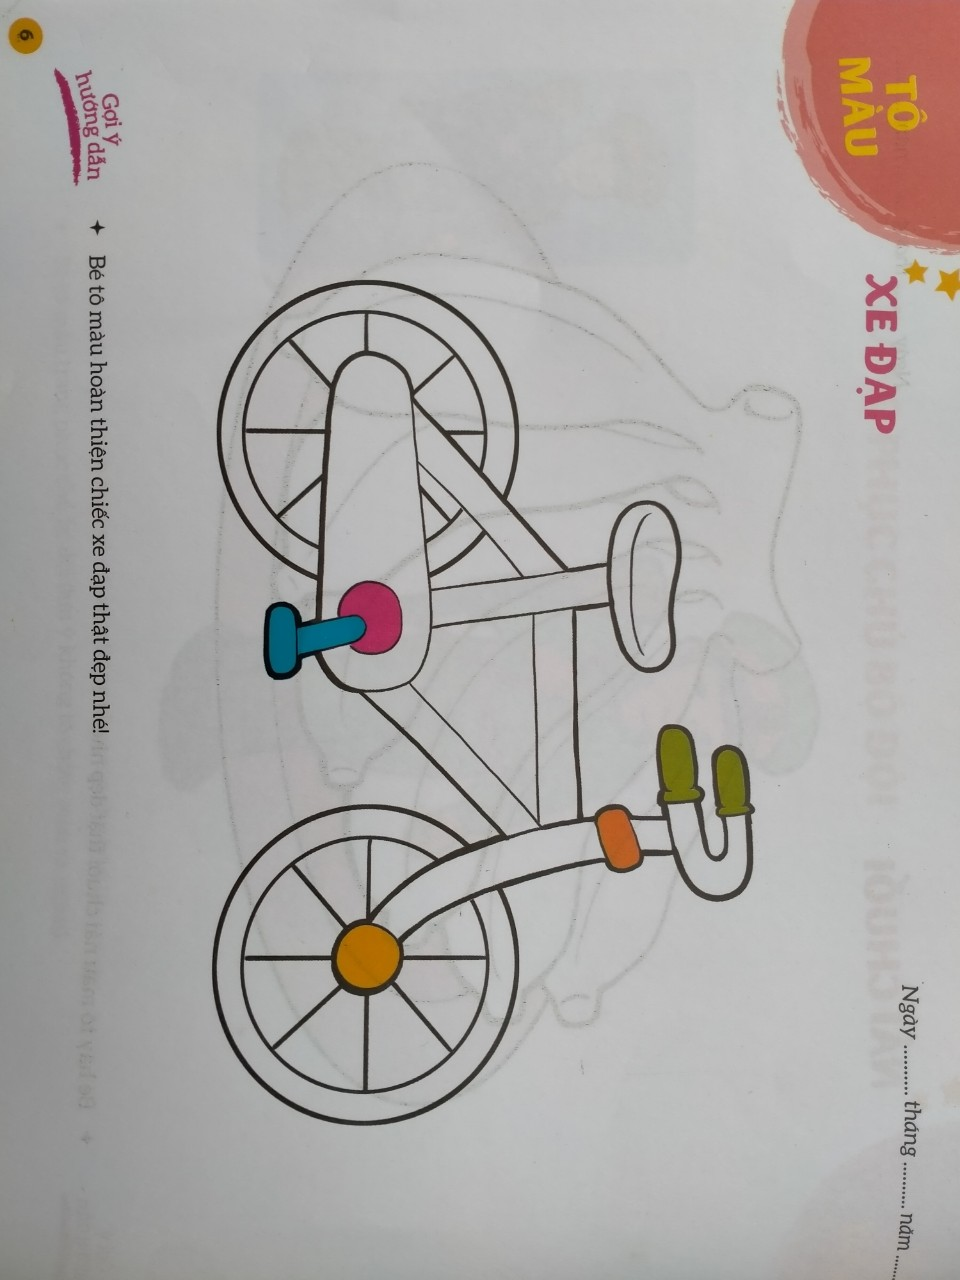 TÔ
MÀU
XE ĐẠP
Ngày .......... tháng .......... năm ......
Gợi ý
hướng dẫn
✦ Bé tô màu hoàn thiện chiếc xe đạp thật đẹp nhé!
6